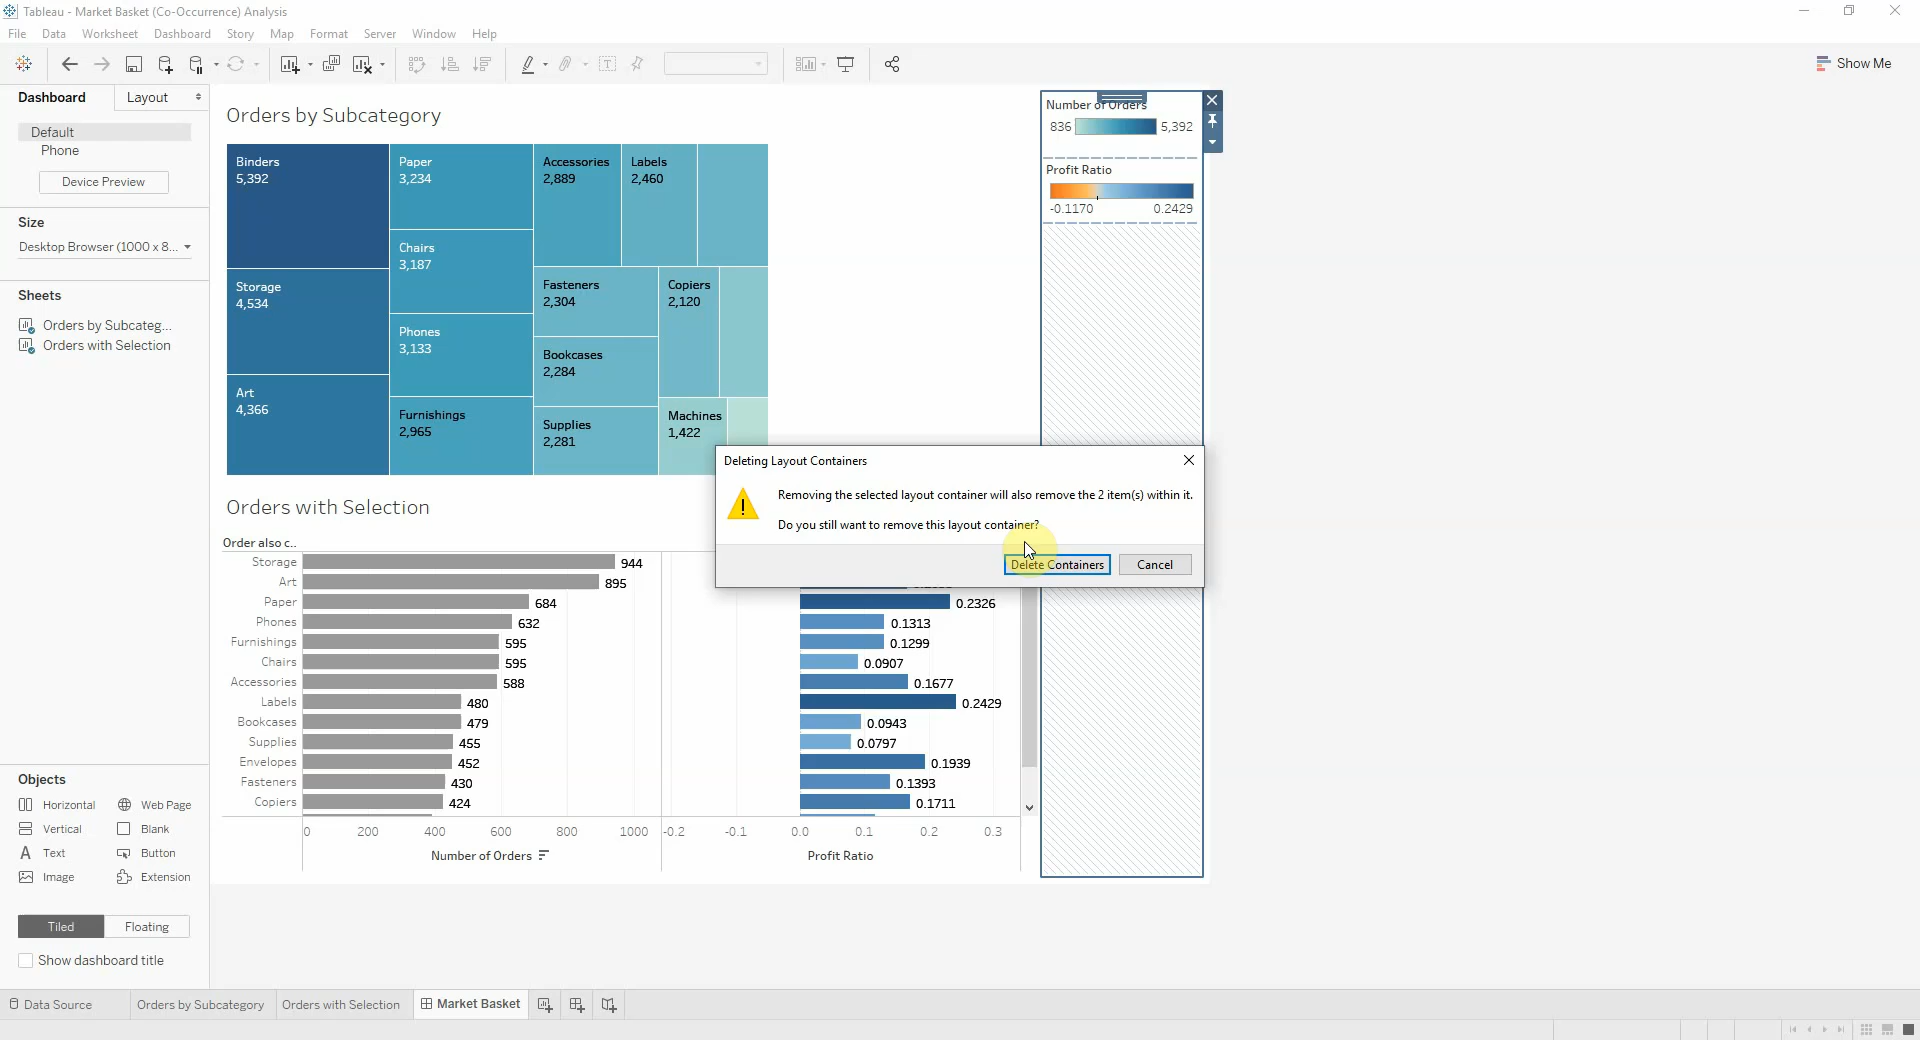 Tableau - Market Basket (Co-Occurrence) Analysis
File Data Worksheet Dashboard Story Map Format Server Window Help
Show Me
Dashboard Layout
Default
Phone
Device Preview
Size
Desktop Browser (1000 x 8...
Sheets
Orders by Subcateg...
Orders with Selection
Objects
Horizontal Web Page
Vertical Blank
Text Button
Image Extension
Tiled Floating
Show dashboard title
Orders by Subcategory
Binders
5,392
Storage
4,534
Art
4,366
Paper
3,234
Chairs
3,187
Phones
3,133
Furnishings
2,965
Accessories
2,889
Labels
2,460
Fasteners
2,304
Bookcases
2,284
Supplies
2,281
Copiers
2,120
Machines
1,422
Number of Orders
836 5,392
Profit Ratio
-0.1170 0.2429
Deleting Layout Containers
Removing the selected layout container will also remove the 2 item(s) within it.
Do you still want to remove this layout container?
Delete Containers Cancel
Orders with Selection
Order also c..
Storage 944
Art 895
Paper 684 0.2326
Phones 632 0.1313
Furnishings 595 0.1299
Chairs 595 0.0907
Accessories 588 0.1677
Labels 480 0.2429
Bookcases 479 0.0943
Supplies 455 0.0797
Envelopes 452 0.1939
Fasteners 430 0.1393
Copiers 424 0.1711
0 200 400 600 800 1000 -0.2 -0.1 0.0 0.1 0.2 0.3
Number of Orders Profit Ratio
Data Source Orders by Subcategory Orders with Selection Market Basket